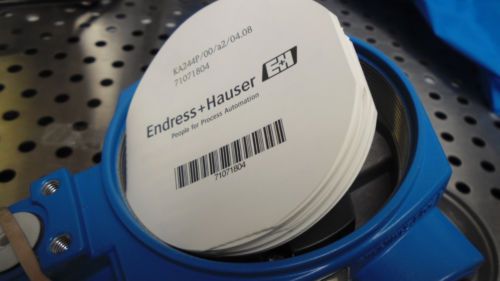 KA244P/00/a2/04.08
71071804
Endress+Hauser
E+H
People for Process Automation
71071804